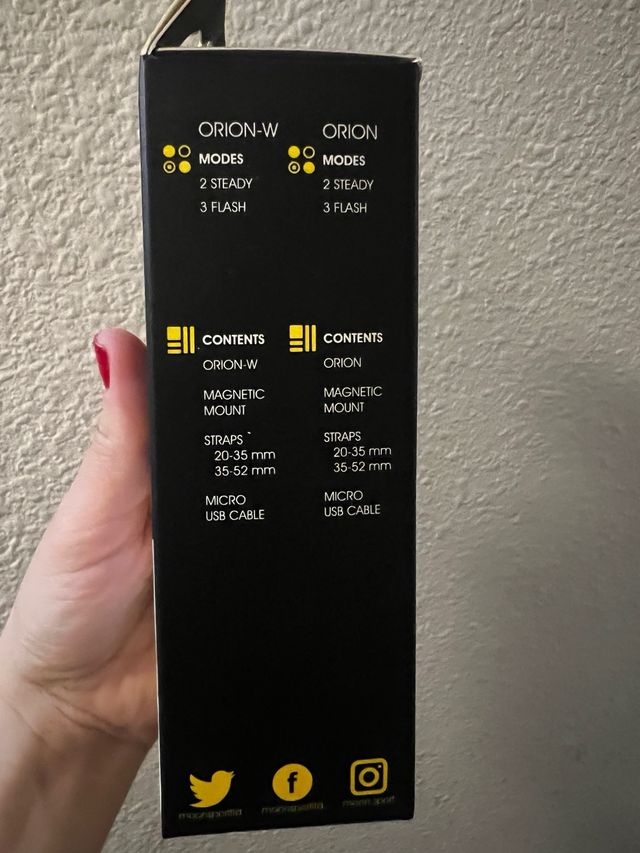 ORION-W
MODES
2 STEADY
3 FLASH
ORION
MODES
2 STEADY
3 FLASH
CONTENTS
ORION-W
MAGNETIC
MOUNT
STRAPS
20-35 mm
35-52 mm
MICRO
USB CABLE
CONTENTS
ORION
MAGNETIC
MOUNT
STRAPS
20-35 mm
35-52 mm
MICRO
USB CABLE